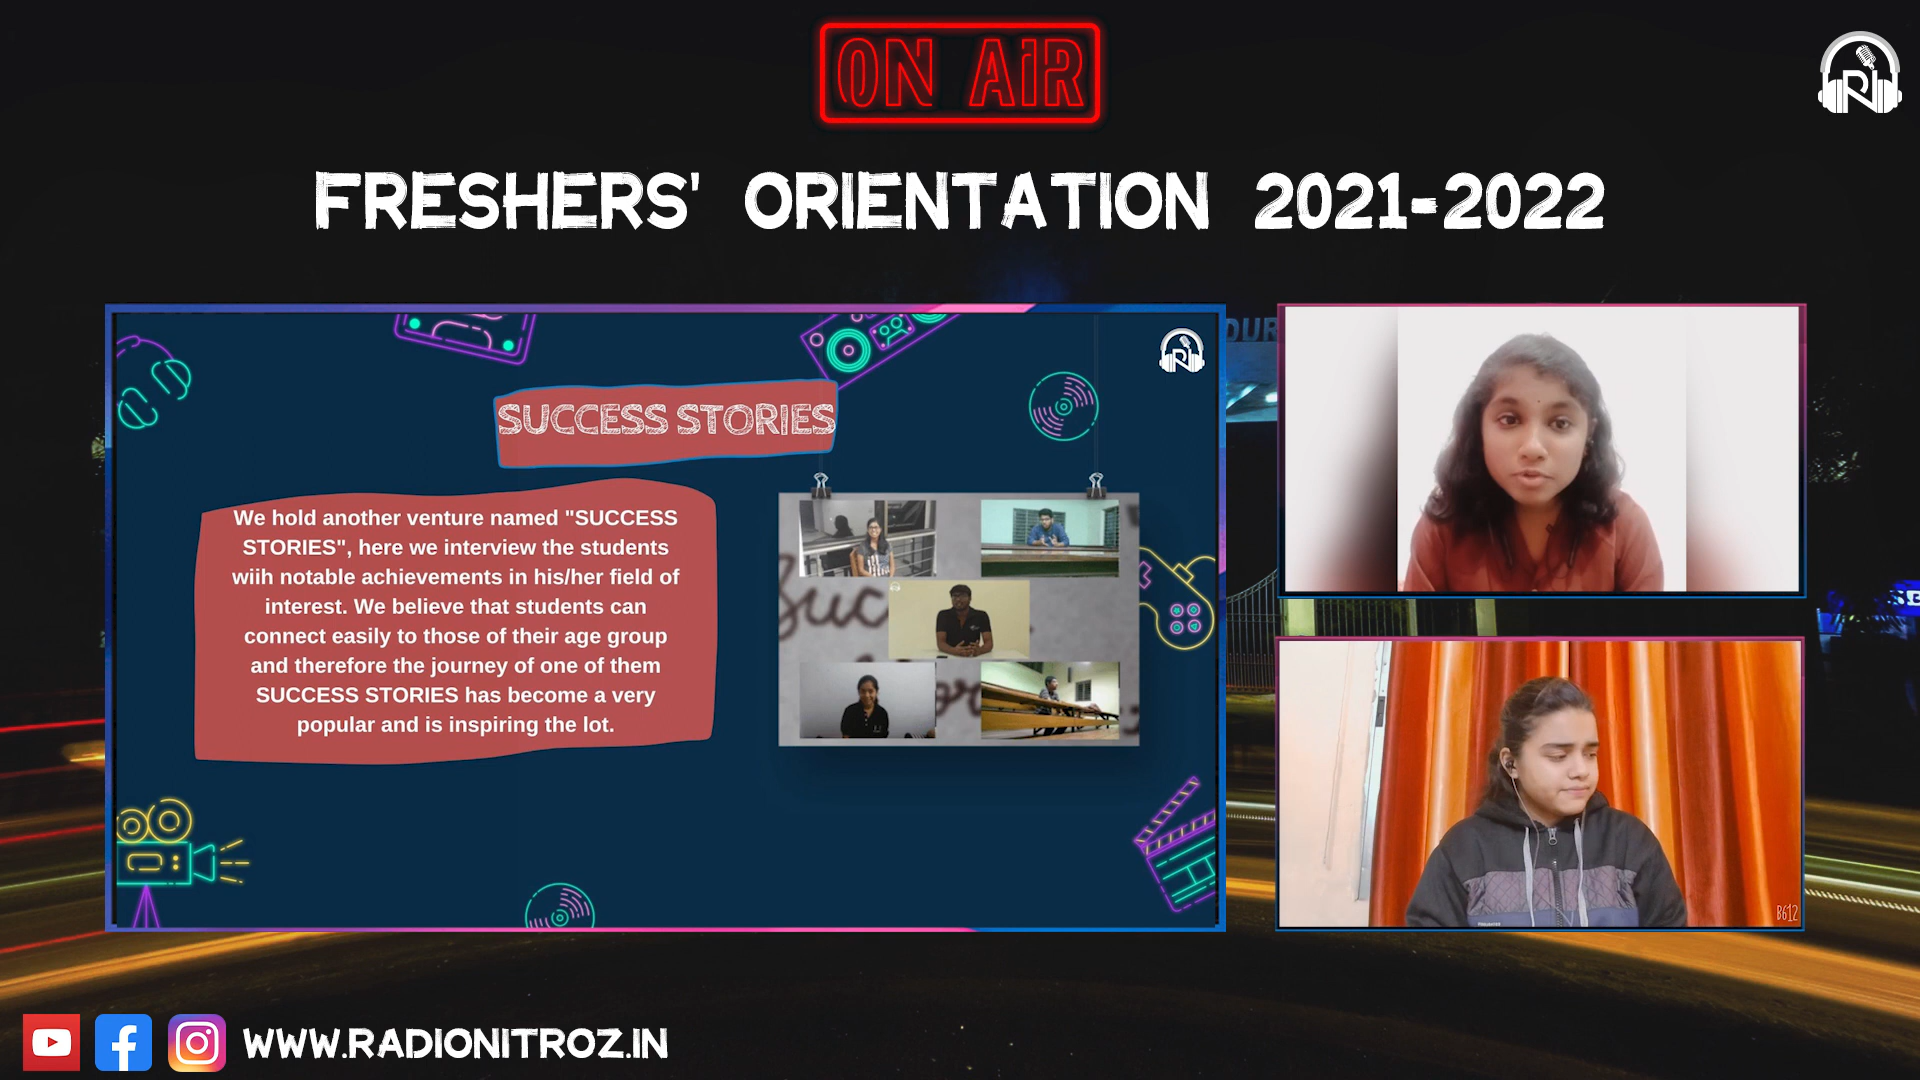 ON AIR
FRESHERS' ORIENTATION 2021-2022
SUCCESS STORIES
We hold another venture named "SUCCESS
STORIES", here we interview the students
wiih notable achievements in his/her field of
interest. We believe that students can
connect easily to those of their age group
and therefore the journey of one of them
SUCCESS STORIES has become a very
popular and is inspiring the lot.
Suc
DUR
B612
WWW.RADIONITROZ.IN